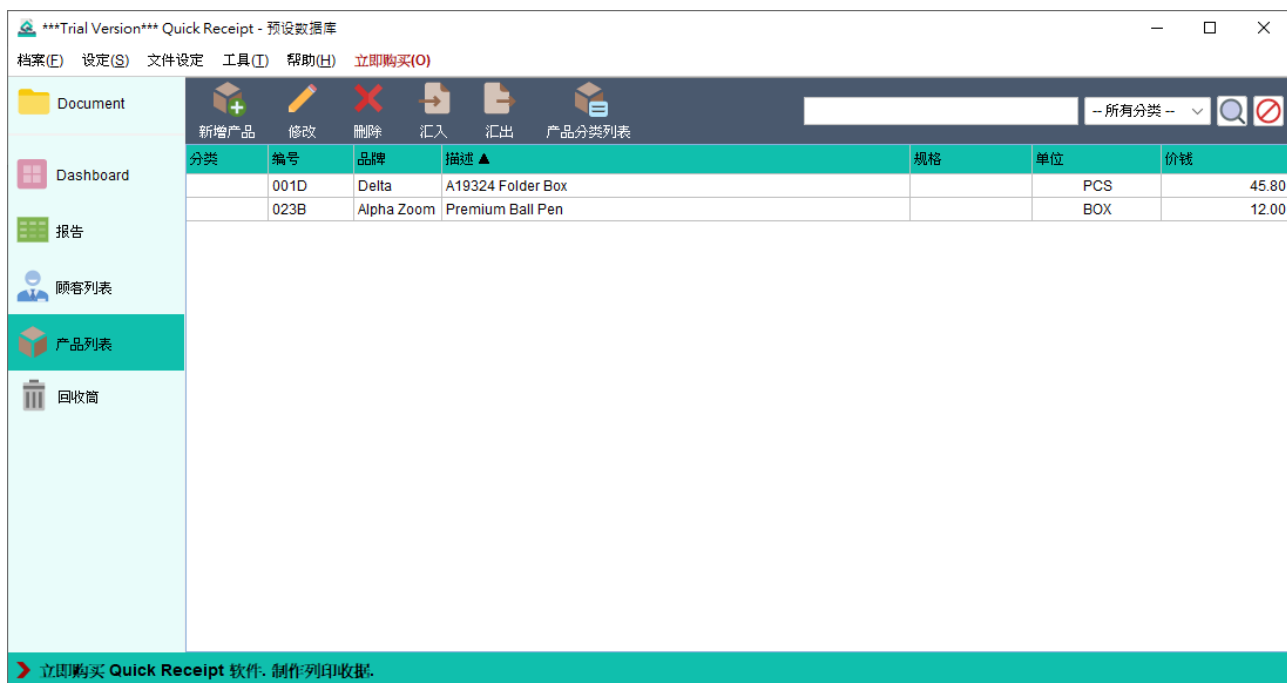 ***Trial Version*** Quick Receipt - 预设数据库
档案(F) 设定(S) 文件设定 工具(T) 帮助(H) 立即购买(O)
Document
新增产品 修改 删除 汇入 汇出 产品分类列表
-- 所有分类 --
分类 编号 品牌 描述 ▲ 规格 单位 价钱
001D Delta A19324 Folder Box PCS 45.80
023B Alpha Zoom Premium Ball Pen BOX 12.00
Dashboard
报告
顾客列表
产品列表
回收筒
立即购买 Quick Receipt 软件. 制作列印收据.